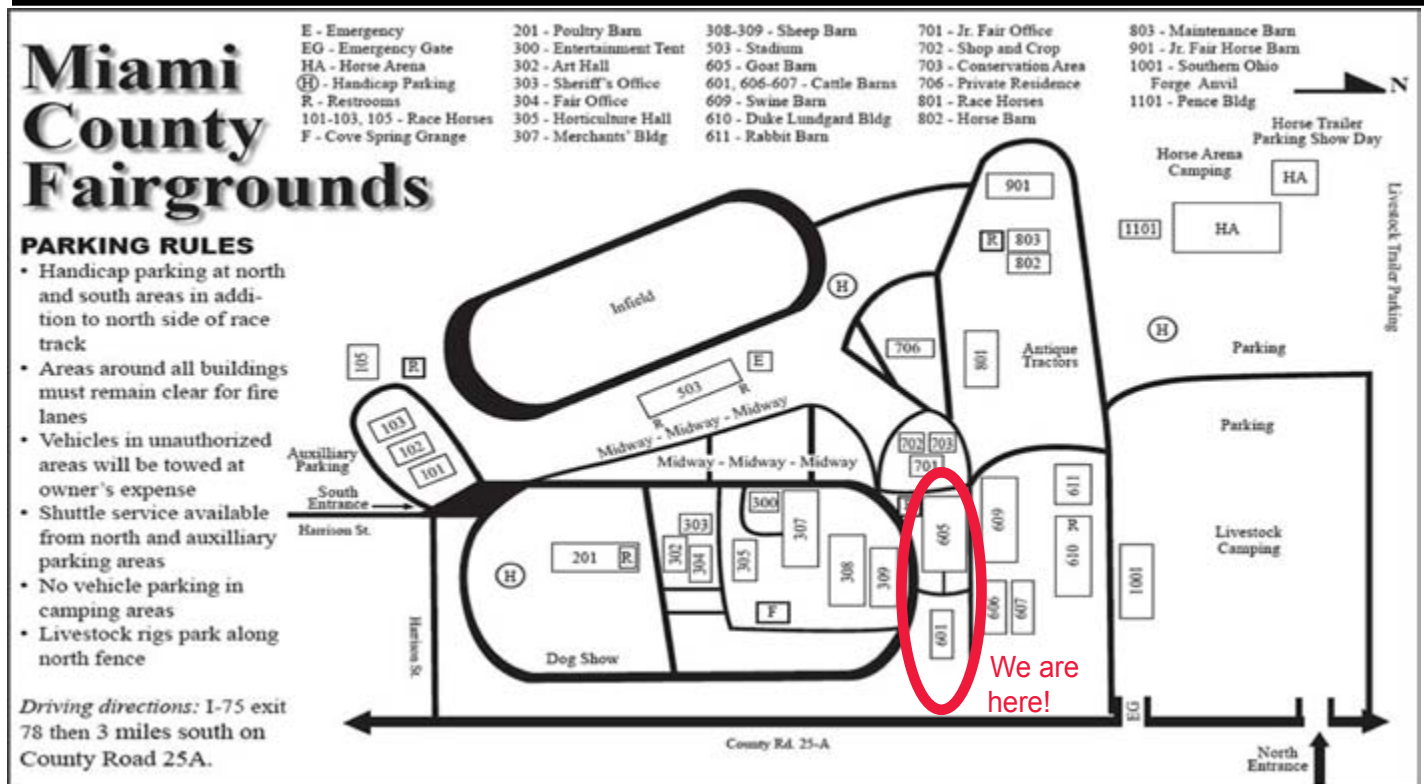 Miami
County
Fairgrounds
E - Emergency
EG - Emergency Gate
HA - Horse Arena
(H) - Handicap Parking
R - Restrooms
101-103, 105 - Race Horses
F - Cove Spring Grange
201 - Poultry Barn
300 - Entertainment Tent
302 - Art Hall
303 - Sheriff's Office
304 - Fair Office
305 - Horticulture Hall
307 - Merchants' Bldg
308-309 - Sheep Barn
503 - Stadium
605 - Goat Barn
601, 606-607 - Cattle Barns
609 - Swine Barn
610 - Duke Lundgard Bldg
611 - Rabbit Barn
701 - Jr. Fair Office
702 - Shop and Crop
703 - Conservation Area
706 - Private Residence
801 - Race Horses
802 - Horse Barn
803 - Maintenance Barn
901 - Jr. Fair Horse Barn
1001 - Southern Ohio
Forge Anvil
1101 - Pence Bldg
N
PARKING RULES
• Handicap parking at north
and south areas in addi-
tion to north side of race
track
• Areas around all buildings
must remain clear for fire
lanes
• Vehicles in unauthorized
areas will be towed at
owner's expense
• Shuttle service available
from north and auxilliary
parking areas
• No vehicle parking in
camping areas
• Livestock rigs park along
north fence
Driving directions: I-75 exit
78 then 3 miles south on
County Road 25A.
Horse Trailer
Parking Show Day
Horse Arena
Camping
HA
HA
1101
Livestock Trailer Parking
901
R
803
802
H
Infield
H
Parking
706
801
Antique
Tractors
E
503
R
R
105
R
103
102
101
Auxilliary
Parking
South
Entrance
Harrison St.
Midway - Midway - Midway
Midway - Midway - Midway
702
703
701
Parking
611
R
610
609
605
300
307
303
302
304
305
308
309
201
R
H
F
606
607
601
1001
Livestock
Camping
Dog Show
Harrison St.
We are
here!
EG
County Rd. 25-A
North
Entrance